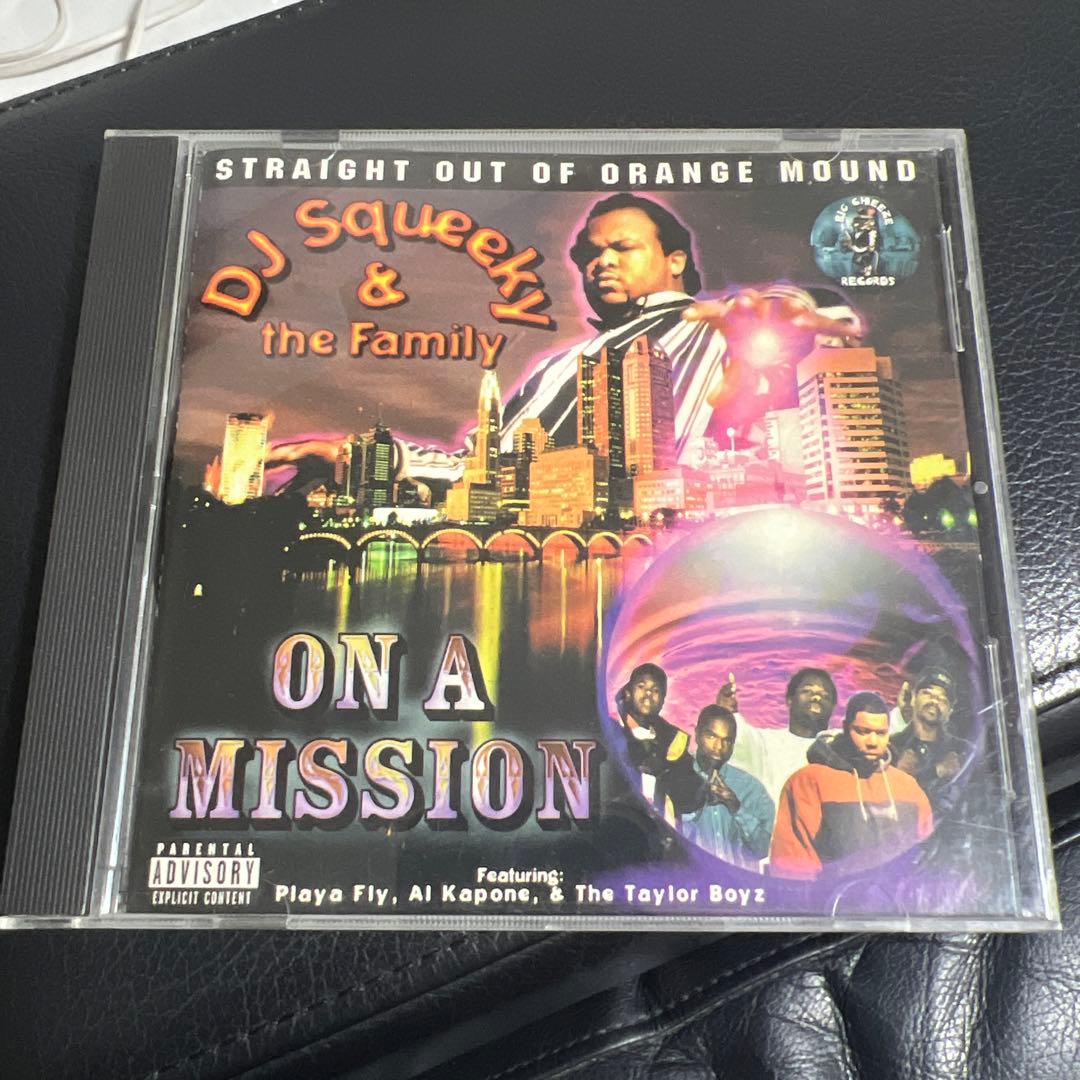 STRAIGHT OUT OF ORANGE MOUND
DJ Squeeky
&
the Family
BIG CHEEZE
RECORDS
ON A
MISSION
PARENTAL
ADVISORY
EXPLICIT CONTENT
Featuring:
Playa Fly, Al Kapone, & The Taylor Boyz